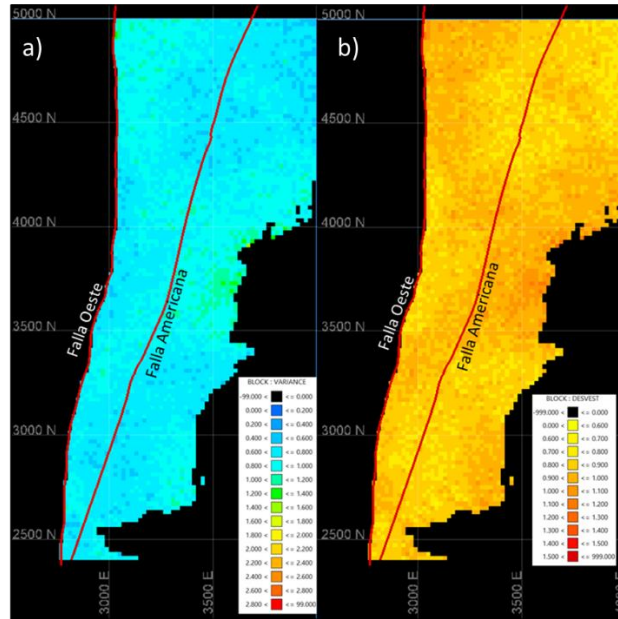 a)
5000 N
4500 N
4000 N
3500 N
3000 N
2500 N
3000 E
3500 E
Falla Oeste
Falla Americana
BLOCK : VARIANCE
-99.000 < <= 0.000
0.000 < <= 0.200
0.200 < <= 0.400
0.400 < <= 0.600
0.600 < <= 0.800
0.800 < <= 1.000
1.000 < <= 1.200
1.200 < <= 1.400
1.400 < <= 1.600
1.600 < <= 1.800
1.800 < <= 2.000
2.000 < <= 2.200
2.200 < <= 2.400
2.400 < <= 2.600
2.600 < <= 2.800
2.800 < <= 99.000
b)
5000 N
4500 N
4000 N
3500 N
3000 N
2500 N
3000 E
3500 E
Falla Oeste
Falla Americana
BLOCK : DESVEST
-999.000 < <= 0.000
0.000 < <= 0.600
0.600 < <= 0.700
0.700 < <= 0.800
0.800 < <= 0.900
0.900 < <= 1.000
1.000 < <= 1.100
1.100 < <= 1.200
1.200 < <= 1.300
1.300 < <= 1.400
1.400 < <= 1.500
1.500 < <= 999.000